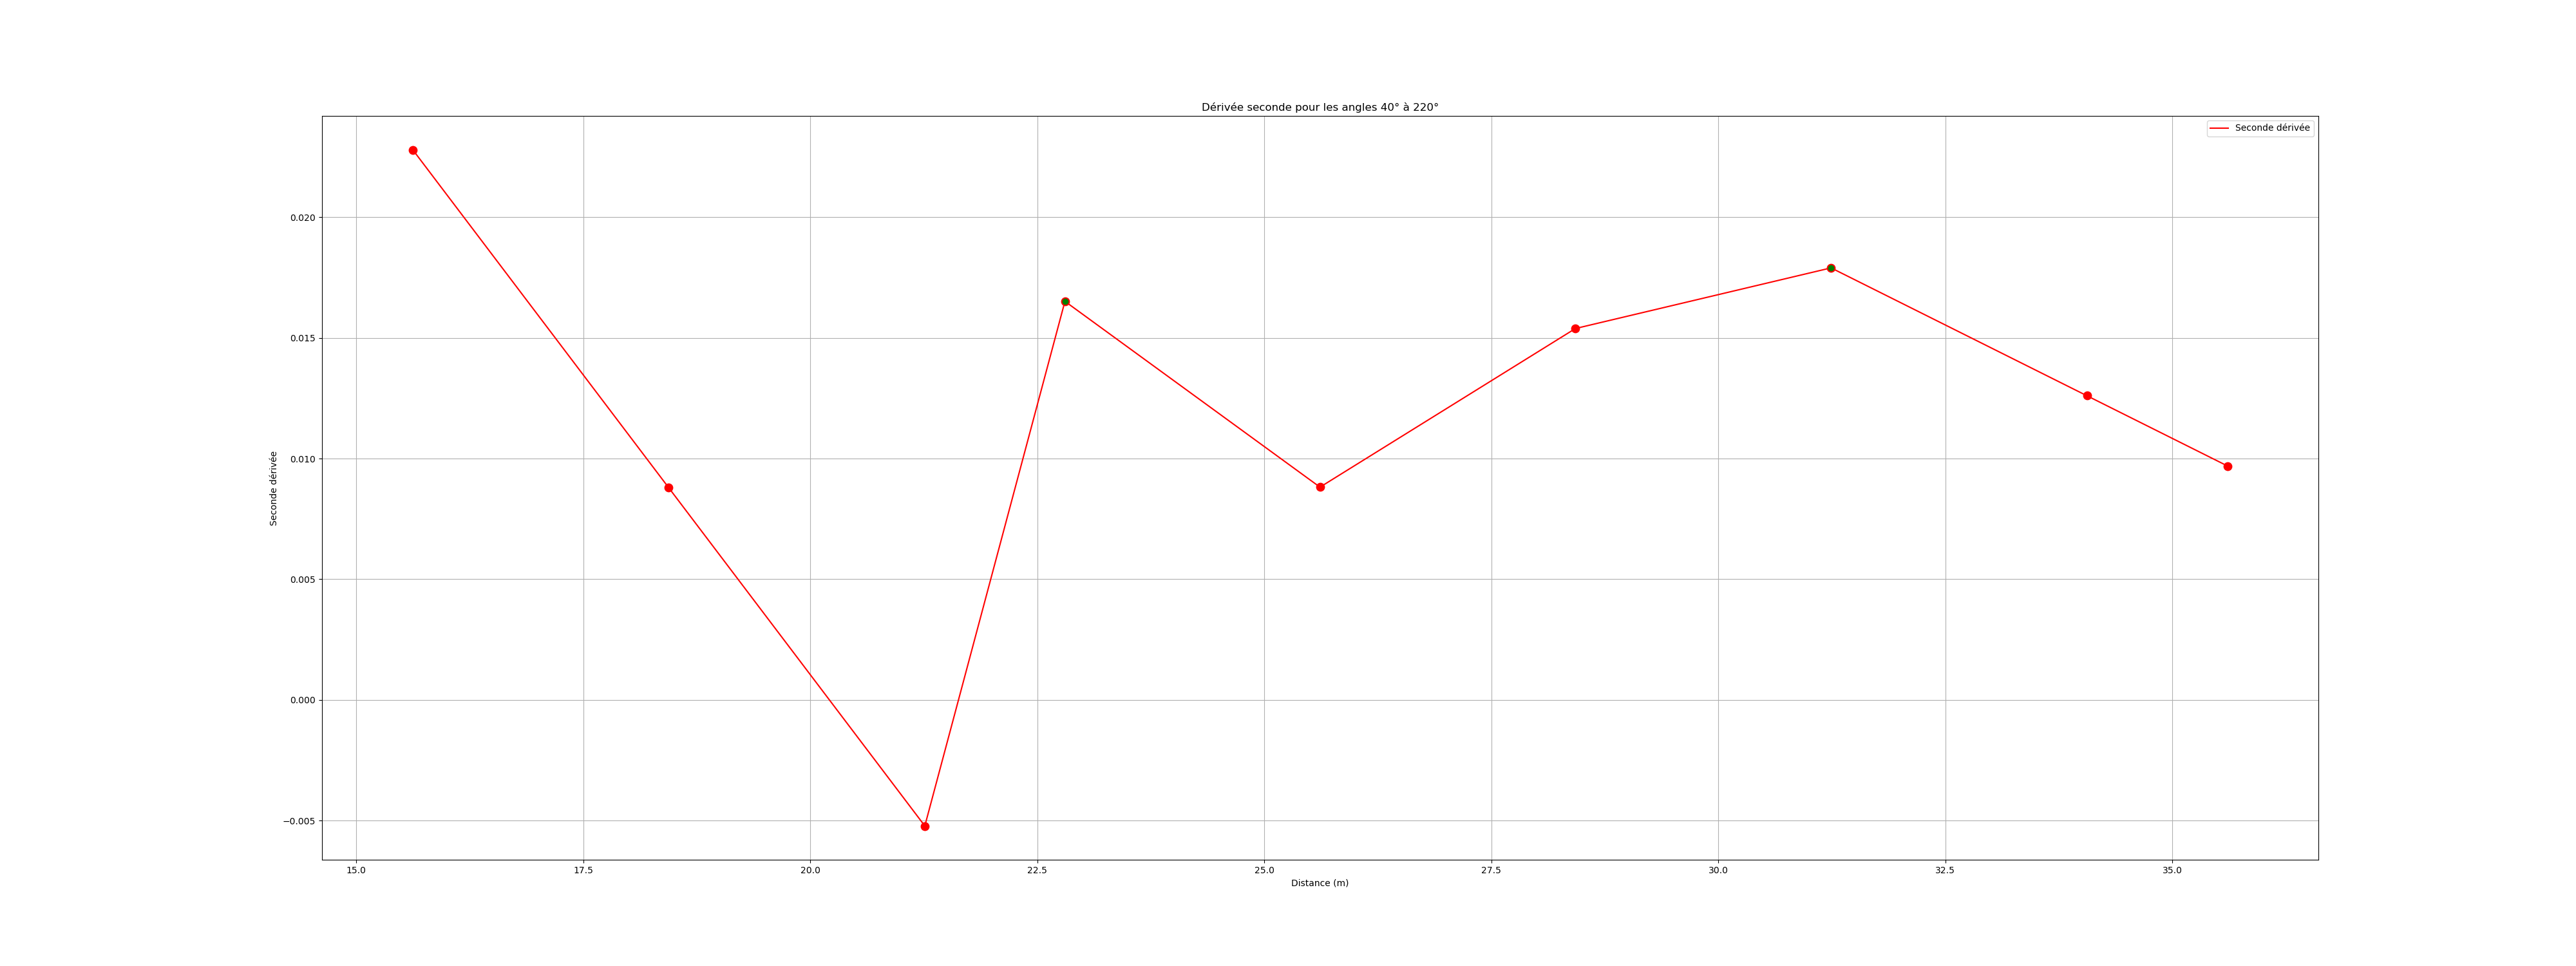 Dérivée seconde pour les angles 40° à 220°
Seconde dérivée
0.020
0.015
0.010
0.005
0.000
−0.005
Seconde dérivée
15.0 17.5 20.0 22.5 25.0 27.5 30.0 32.5 35.0
Distance (m)